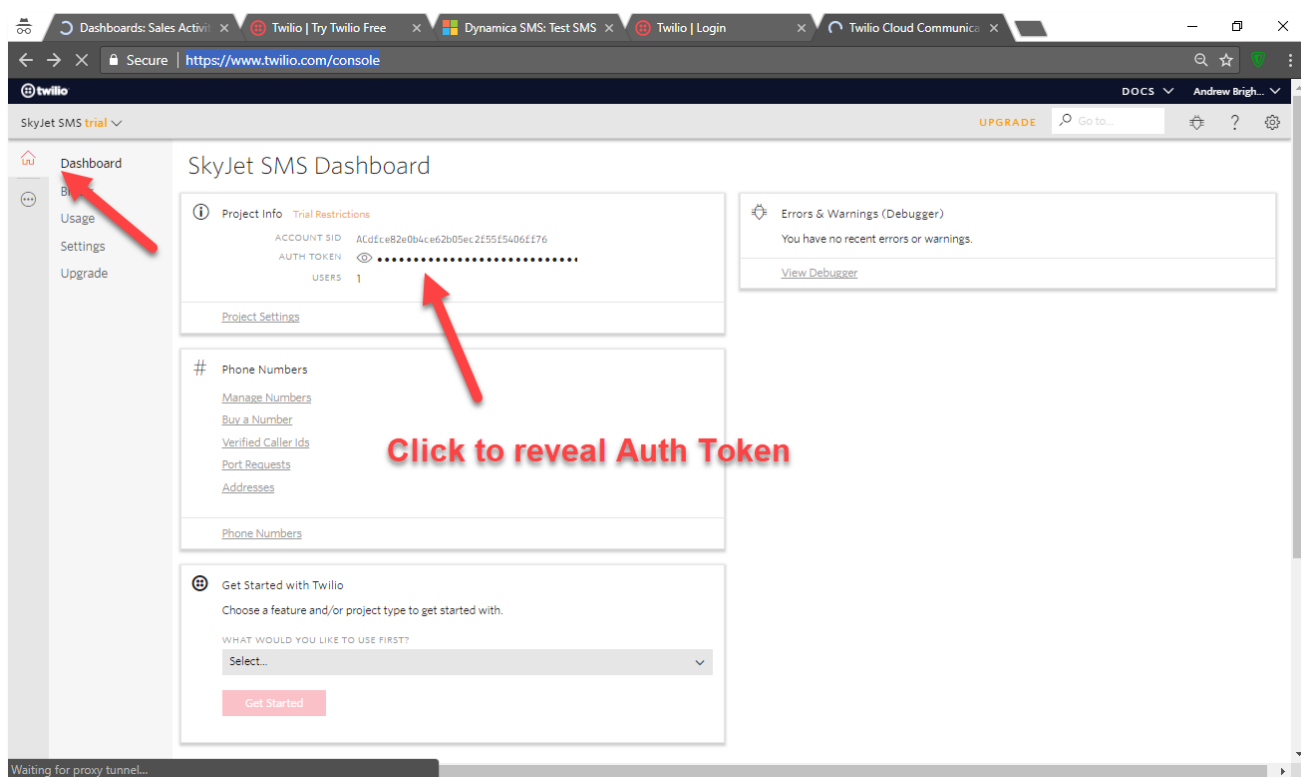 Dashboards: Sales Activit
Twilio | Try Twilio Free
Dynamica SMS: Test SMS
Twilio | Login
Twilio Cloud Communica
Secure | https://www.twilio.com/console
twilio
DOCS
Andrew Brigh...
SkyJet SMS trial
UPGRADE
Go to...
Dashboard
Usage
Settings
Upgrade
SkyJet SMS Dashboard
Project Info Trial Restrictions
ACCOUNT SID ACdfce82e0b4ce62b05ec2f55f5406ff76
AUTH TOKEN ••••••••••••••••••••••••••••
USERS 1
Project Settings
Errors & Warnings (Debugger)
You have no recent errors or warnings.
View Debugger
# Phone Numbers
Manage Numbers
Buy a Number
Verified Caller Ids
Port Requests
Addresses
Phone Numbers
Click to reveal Auth Token
Get Started with Twilio
Choose a feature and/or project type to get started with.
WHAT WOULD YOU LIKE TO USE FIRST?
Select...
Get Started
Waiting for proxy tunnel...